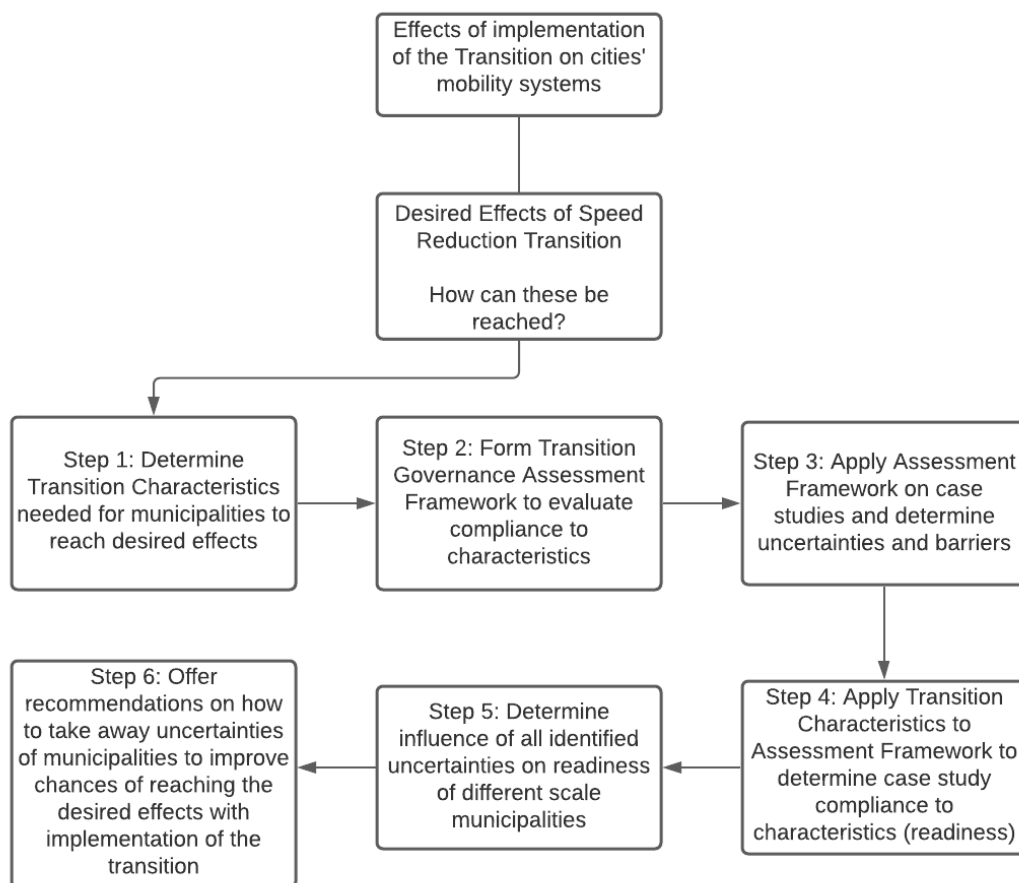 Effects of implementation
of the Transition on cities'
mobility systems
Desired Effects of Speed
Reduction Transition
How can these be
reached?
Step 1: Determine
Transition Characteristics
needed for municipalities to
reach desired effects
Step 2: Form Transition
Governance Assessment
Framework to evaluate
compliance to
characteristics
Step 3: Apply Assessment
Framework on case
studies and determine
uncertainties and barriers
Step 4: Apply Transition
Characteristics to
Assessment Framework to
determine case study
compliance to
characteristics (readiness)
Step 5: Determine
influence of all identified
uncertainties on readiness
of different scale
municipalities
Step 6: Offer
recommendations on how
to take away uncertainties
of municipalities to improve
chances of reaching the
desired effects with
implementation of the
transition